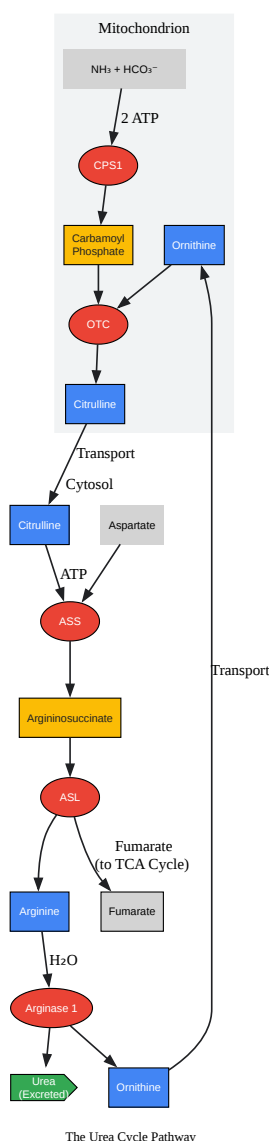 Mitochondrion
NH₃ + HCO₃⁻
2 ATP
CPS1
Carbamoyl
Phosphate
Ornithine
OTC
Citrulline
Transport
Cytosol
Citrulline
Aspartate
ATP
ASS
Transport
Argininosuccinate
ASL
Fumarate
(to TCA Cycle)
Arginine
Fumarate
H₂O
Arginase 1
Urea
(Excreted)
Ornithine
The Urea Cycle Pathway